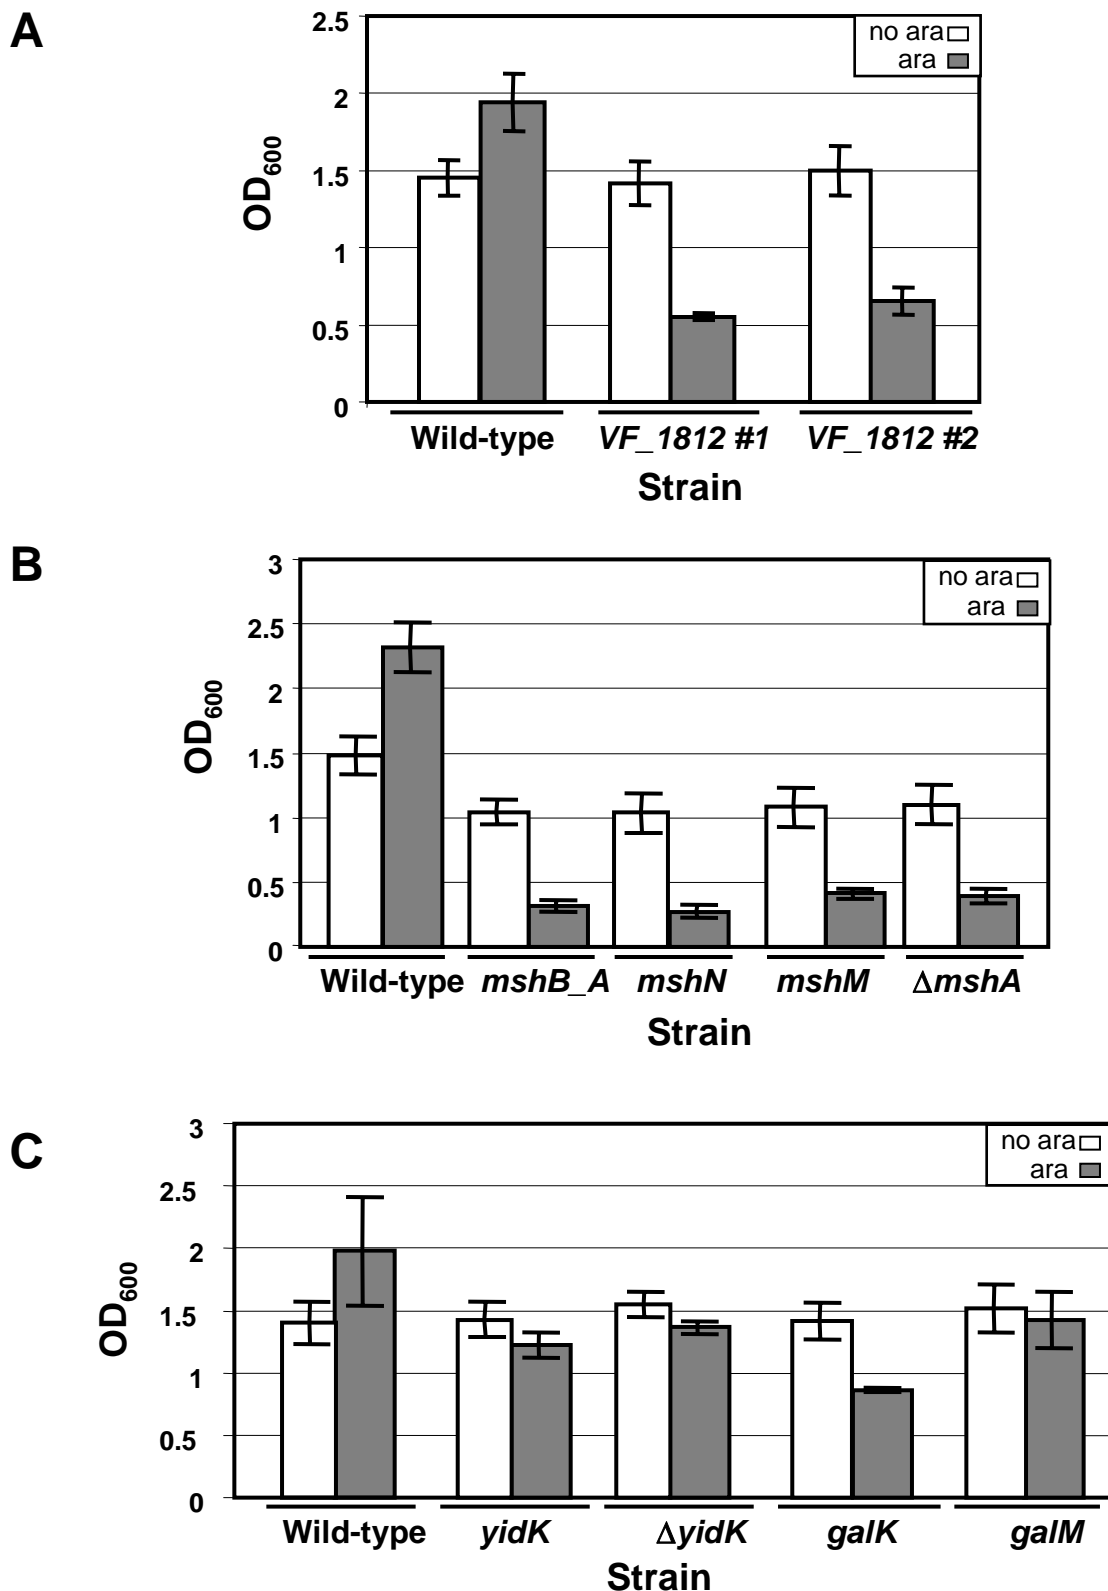 A
2.5
2
1.5
1
0.5
0
OD600
no ara
ara
Wild-type VF_1812 #1 VF_1812 #2
Strain
B
3
2.5
2
1.5
1
0.5
0
OD600
no ara
ara
Wild-type mshB_A mshN mshM ΔmshA
Strain
C
3
2.5
2
1.5
1
0.5
0
OD600
no ara
ara
Wild-type yidK ΔyidK galK galM
Strain